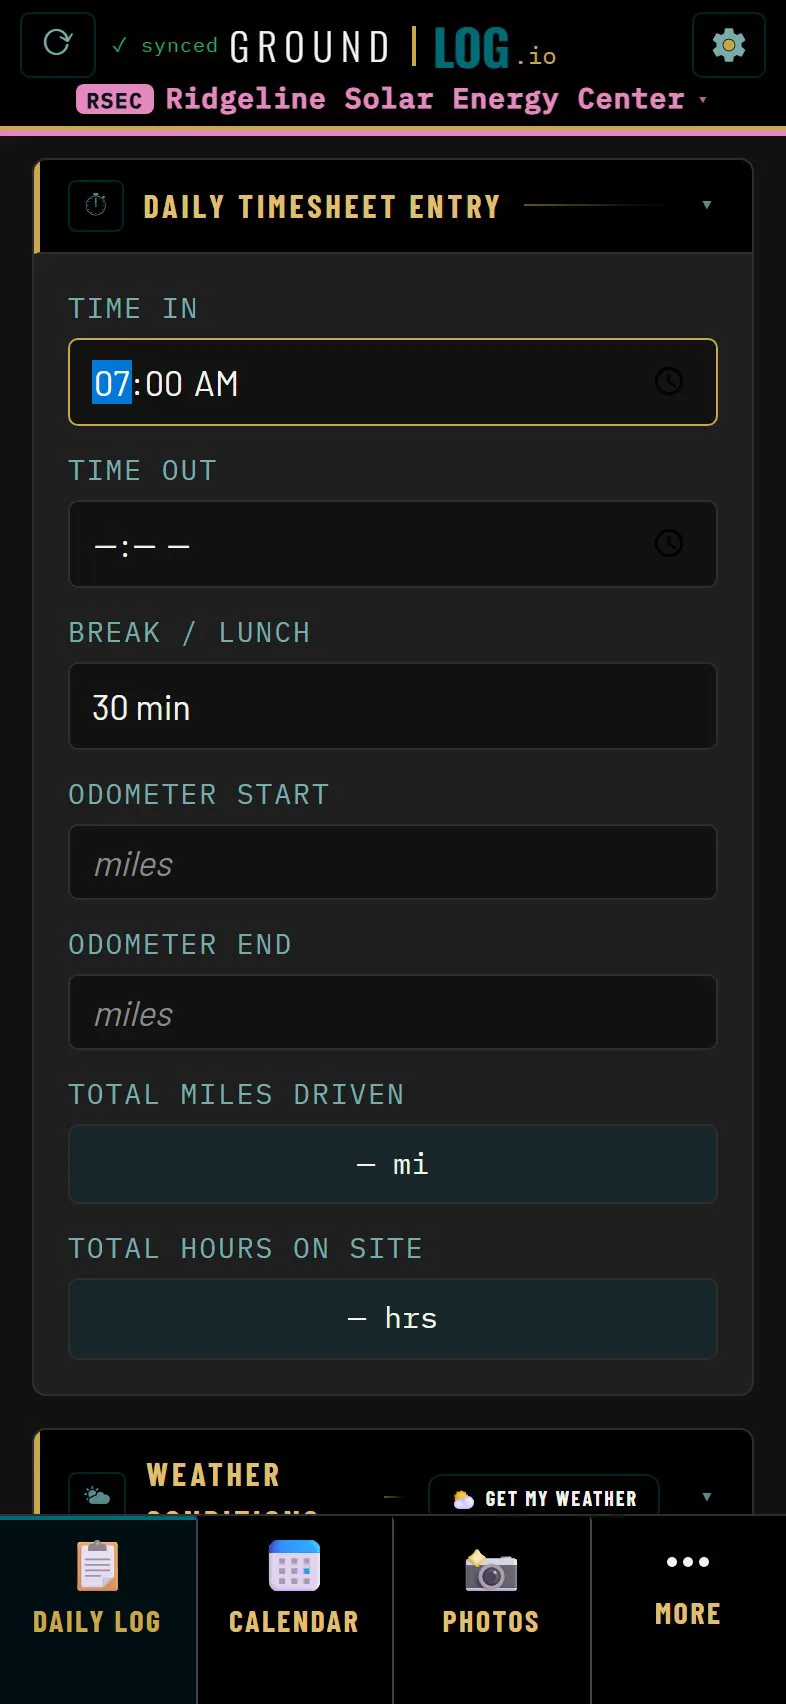 ✓ synced GROUND | LOG.io
RSEC Ridgeline Solar Energy Center ▾
DAILY TIMESHEET ENTRY ▼
TIME IN
07:00 AM
TIME OUT
–:– –
BREAK / LUNCH
30 min
ODOMETER START
miles
ODOMETER END
miles
TOTAL MILES DRIVEN
– mi
TOTAL HOURS ON SITE
– hrs
WEATHER
CONDITIONS
GET MY WEATHER ▼
DAILY LOG
CALENDAR
PHOTOS
MORE